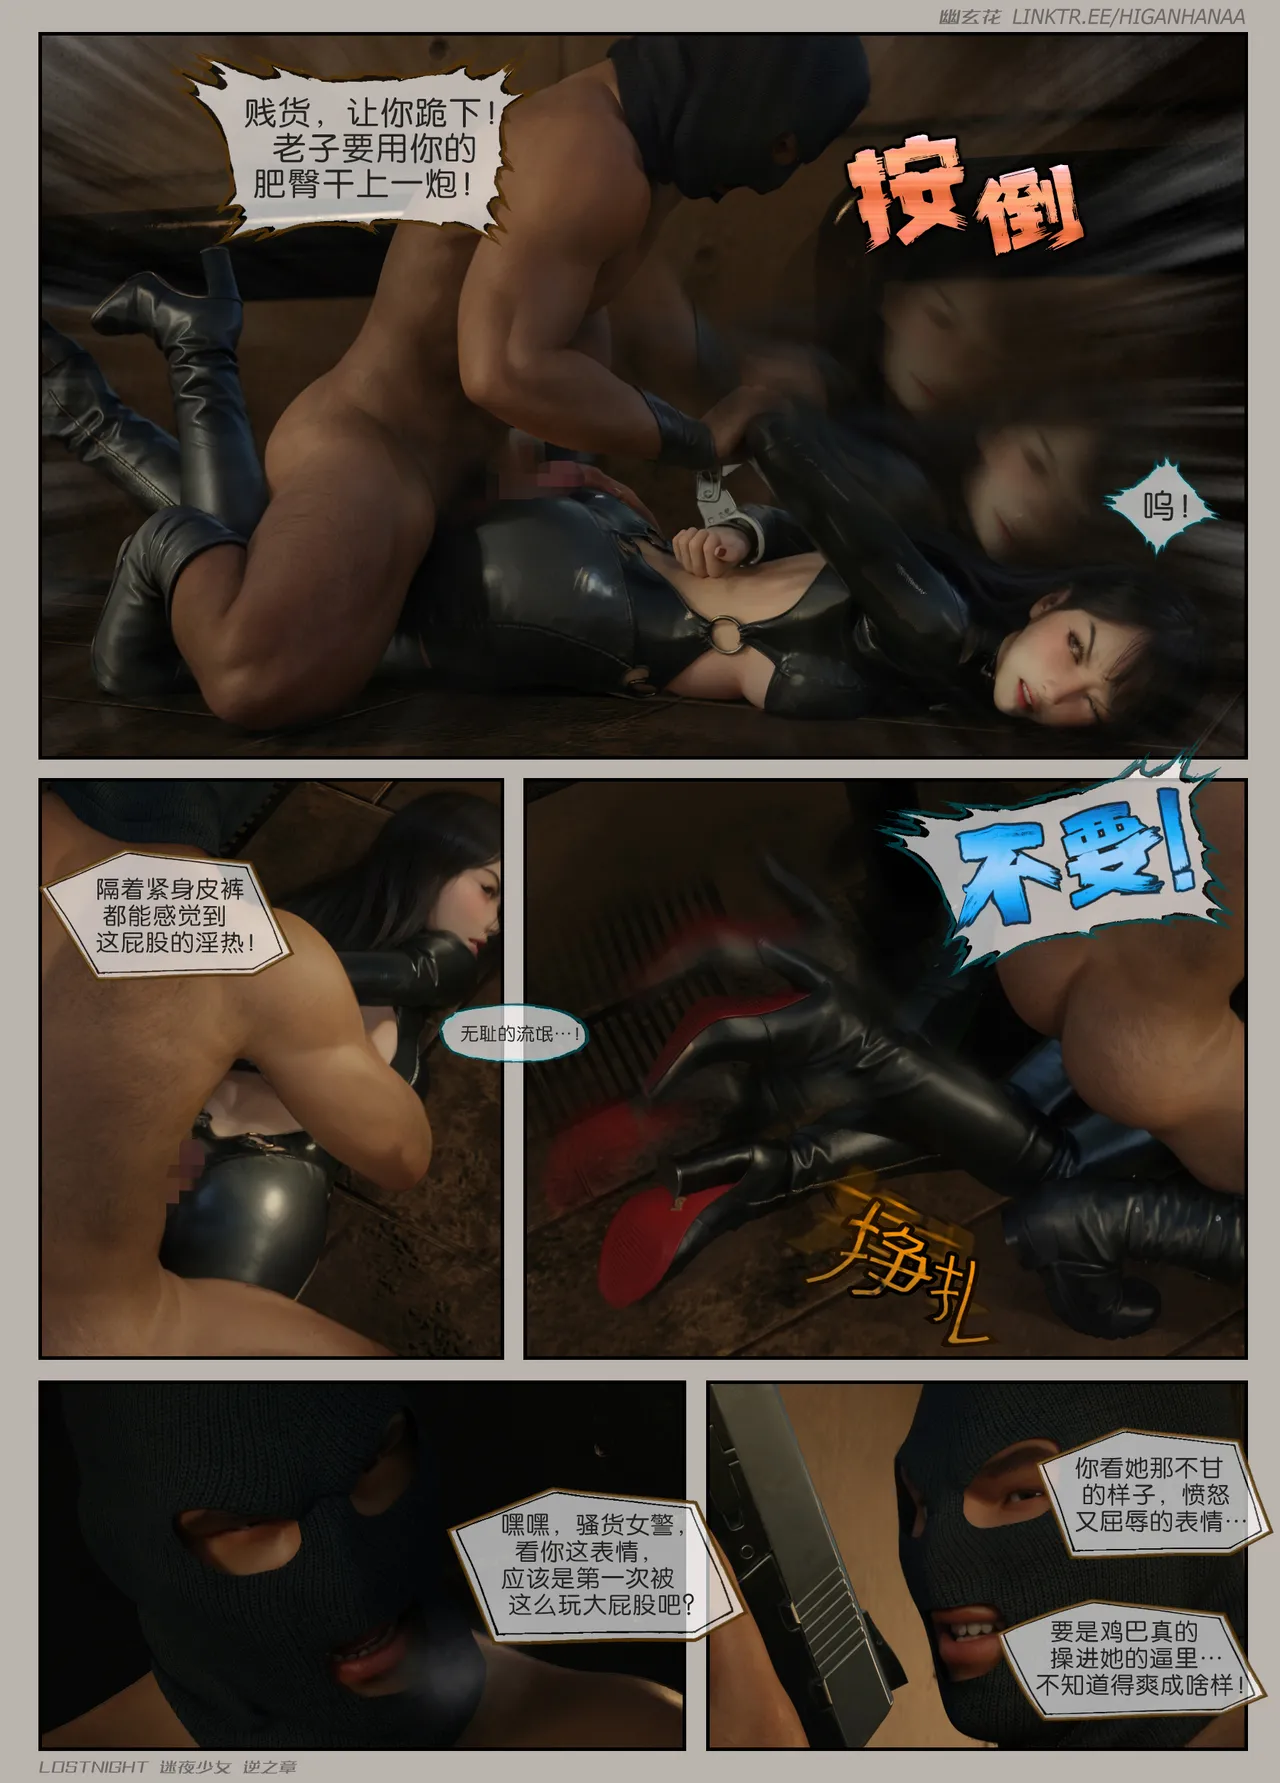 幽玄花 LINKTR.EE/HIGANHANAA
贱货，让你跪下！
老子要用你的
肥臀干上一炮！
按倒
呜！
隔着紧身皮裤
都能感觉到
这屁股的淫热！
无耻的流氓…！
不要！
挣扎
嘿嘿，骚货女警，
看你这表情，
应该是第一次被
这么玩大屁股吧？
你看她那不甘
的样子，愤怒
又屈辱的表情…
要是鸡巴真的
操进她的逼里…
不知道得爽成啥样！
LOSTNIGHT 迷夜少女 逆之章